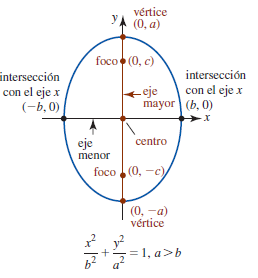 y
vértice
(0, a)
foco (0, c)
intersección
con el eje x
(−b, 0)
eje
mayor
intersección
con el eje x
(b, 0)
x
eje
menor
centro
foco (0, −c)
(0, −a)
vértice
x²/b² + y²/a² = 1, a>b